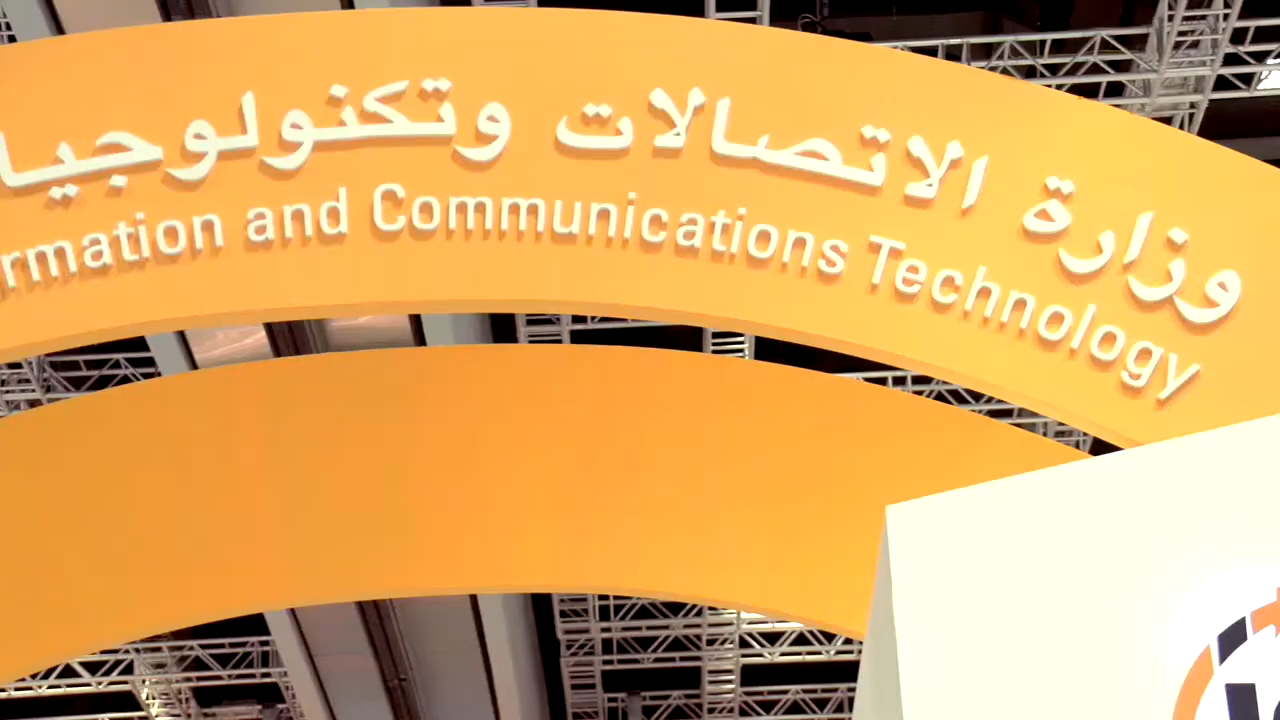 وزارة الاتصالات وتكنولوجيا
rmation and Communications Technology